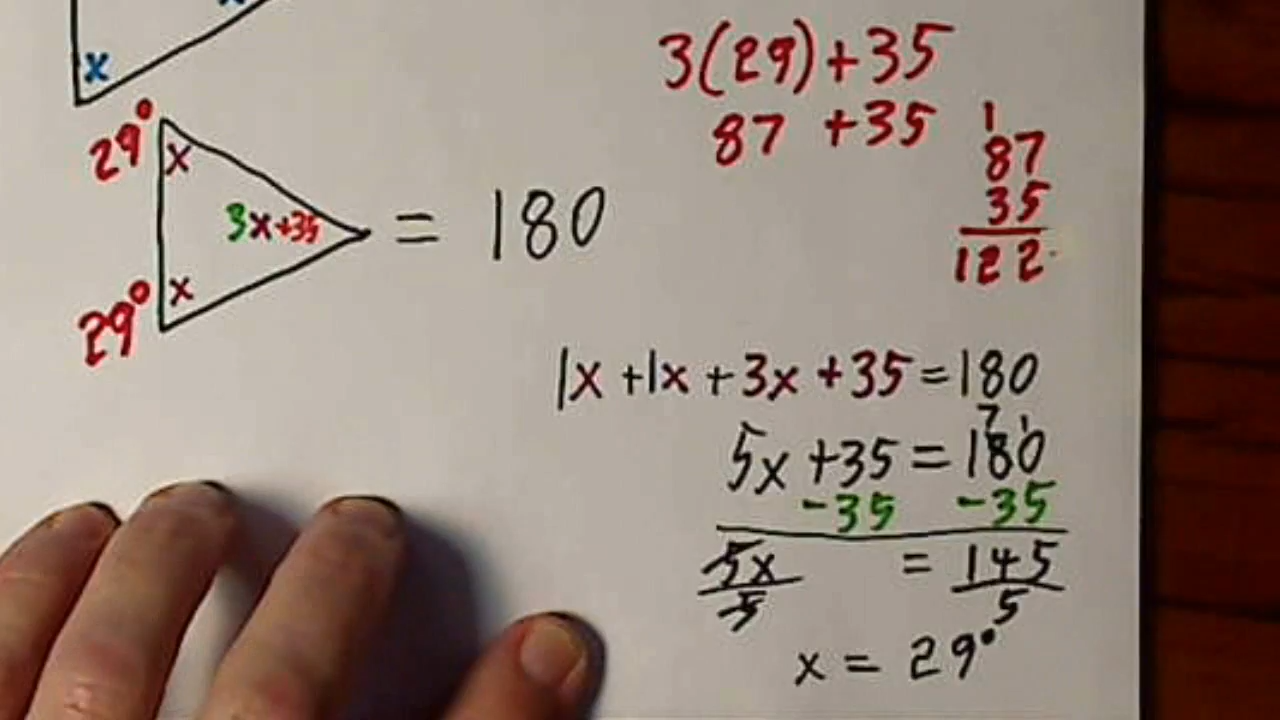 x
29°
x
3x+35
x
29°
= 180
3(29)+35
87 +35
1
87
35
122
1x +1x + 3x + 35 = 180
7 1
5x +35 = 180
-35 -35
5x = 145
5 5
x = 29°